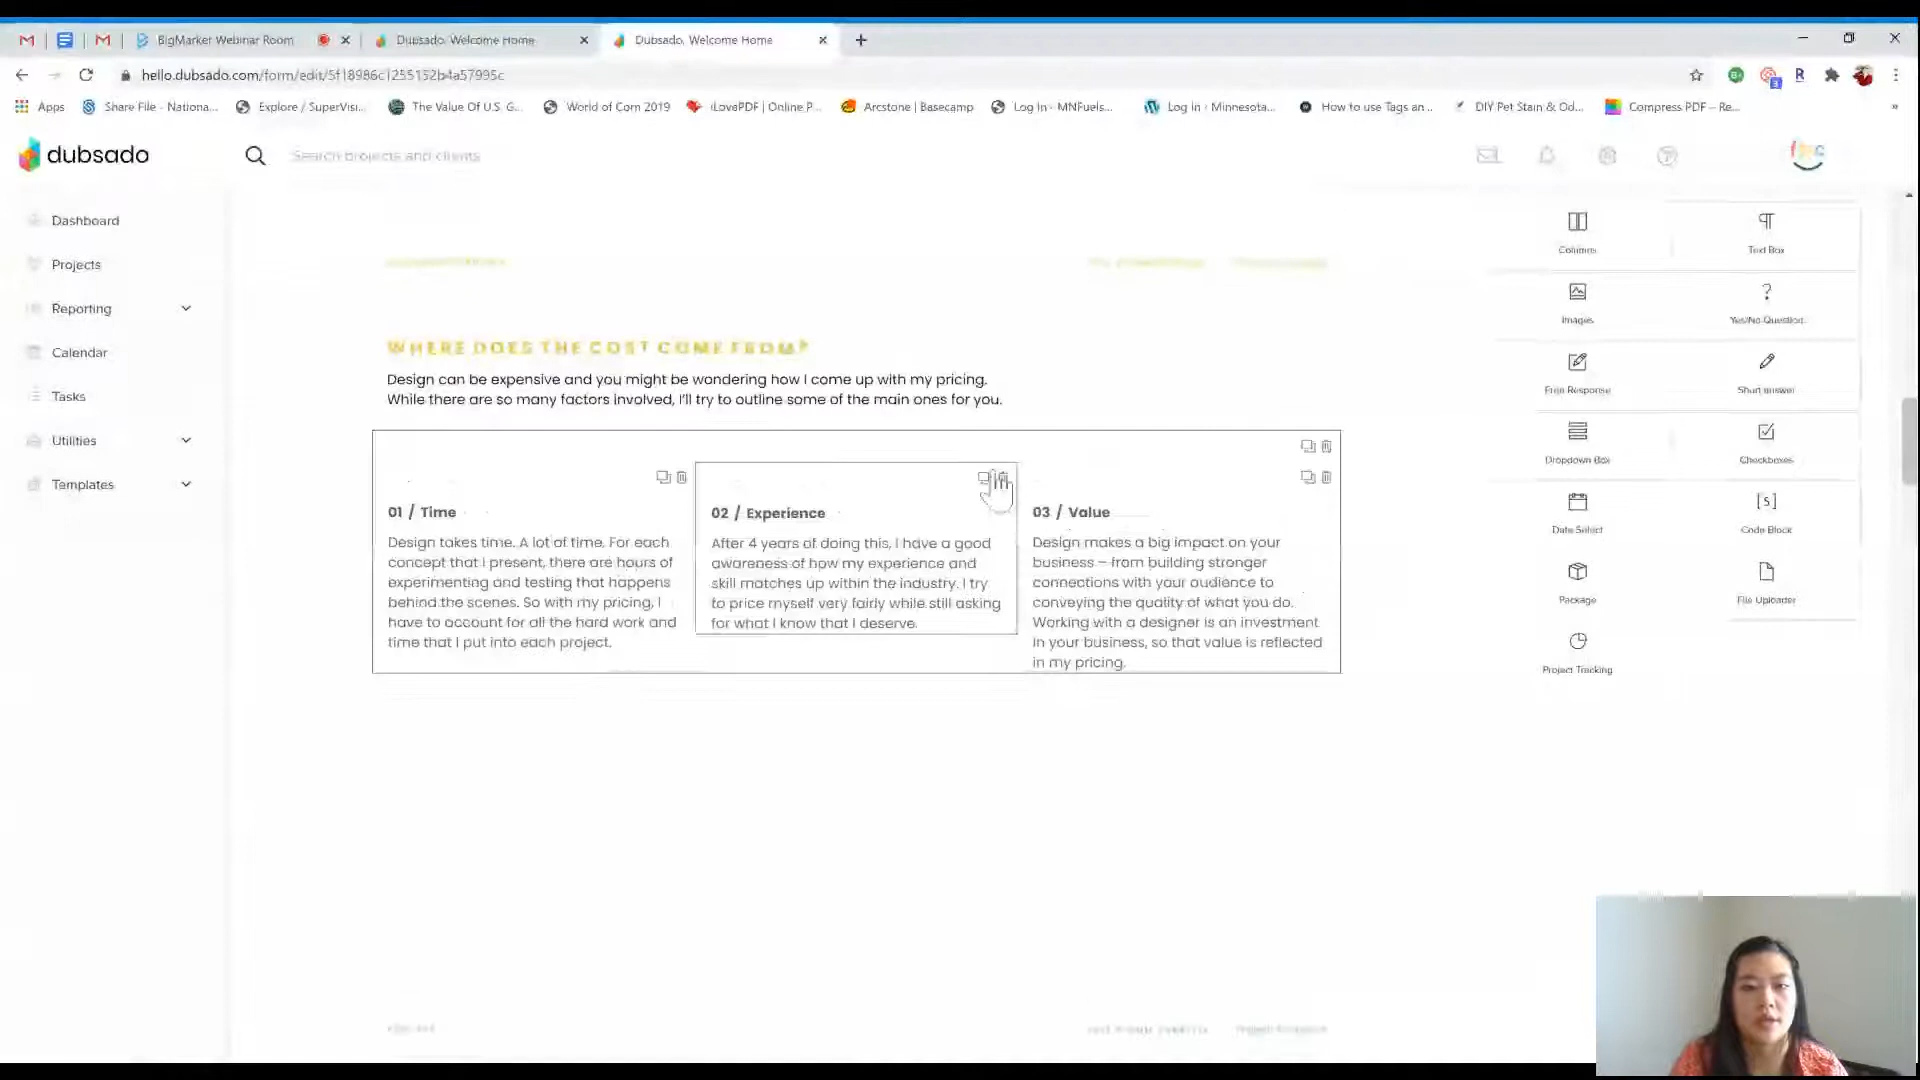 BigMarker Webinar Room
Dubsado. Welcome Home
Dubsado. Welcome Home
hello.dubsado.com/form/edit/5f18986c1255132b4a57995c
Apps
Share File - Nationa...
Explore / SuperVisi...
The Value Of U.S. G...
World of Corn 2019
iLovePDF | Online P...
Arcstone | Basecamp
Log In · MNFuels...
Log in · Minnesota...
How to use Tags an...
DIY Pet Stain & Od...
Compress PDF – Re...
dubsado
Search projects and clients
Dashboard
Projects
Reporting
Calendar
Tasks
Utilities
Templates
WHERE DOES THE COST COME FROM?
Design can be expensive and you might be wondering how I come up with my pricing.
While there are so many factors involved, I'll try to outline some of the main ones for you.
01 / Time
Design takes time. A lot of time. For each
concept that I present, there are hours of
experimenting and testing that happens
behind the scenes. So with my pricing, I
have to account for all the hard work and
time that I put into each project.
02 / Experience
After 4 years of doing this, I have a good
awareness of how my experience and
skill matches up within the industry. I try
to price myself very fairly while still asking
for what I know that I deserve.
03 / Value
Design makes a big impact on your
business – from building stronger
connections with your audience to
conveying the quality of what you do.
Working with a designer is an investment
in your business, so that value is reflected
in my pricing.
Columns
Text Box
Images
Yes/No Question
Free Response
Short answer
Dropdown Box
Checkboxes
Date Select
Code Block
Package
File Uploader
Project Tracking